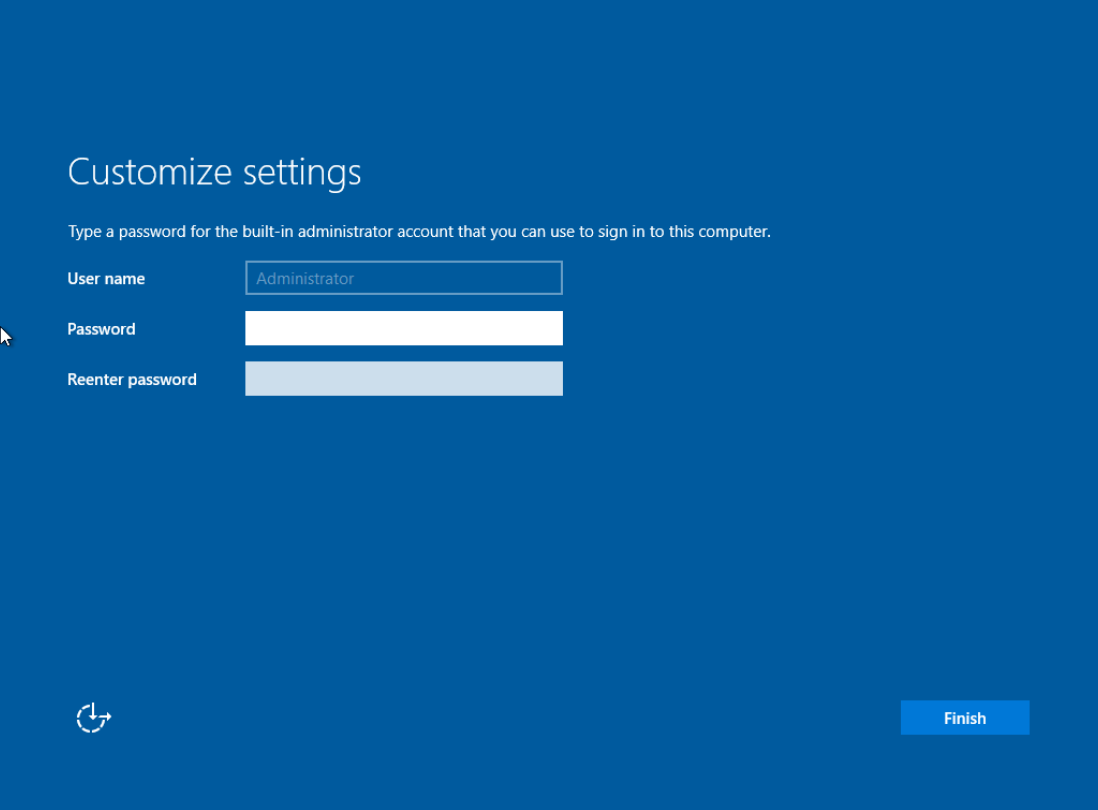 Customize settings
Type a password for the built-in administrator account that you can use to sign in to this computer.
User name
Administrator
Password
Reenter password
Finish